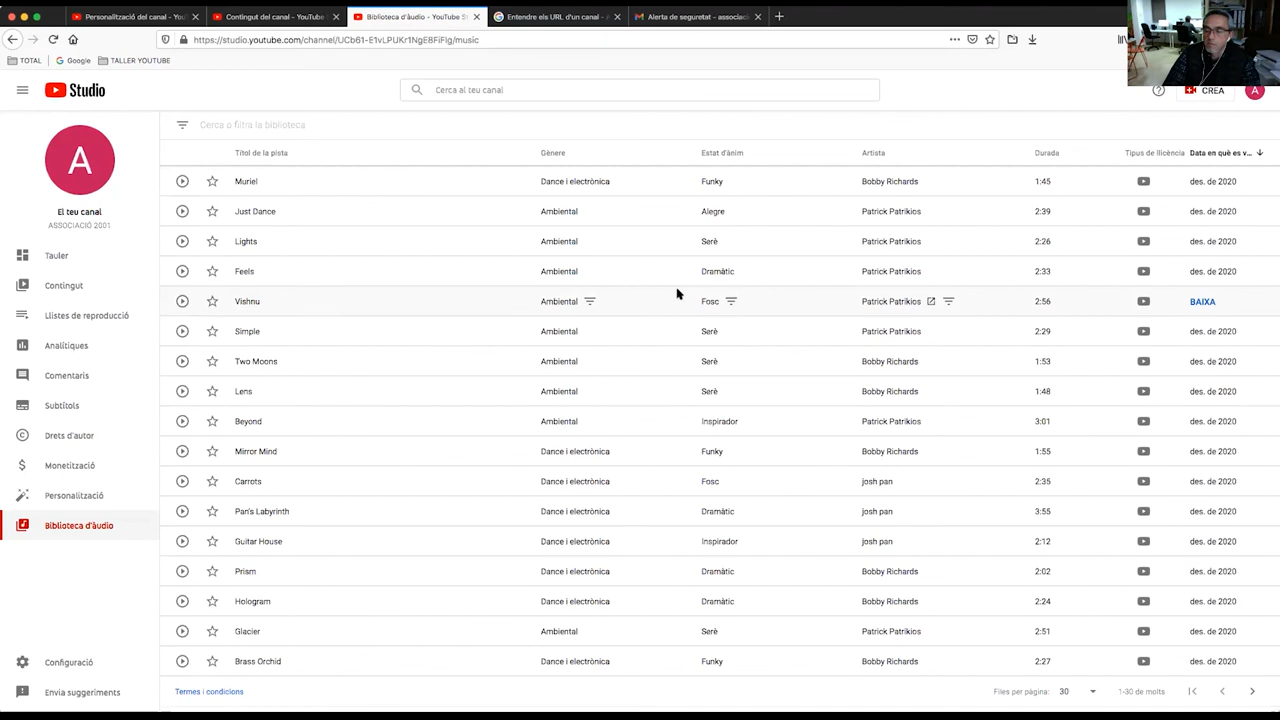 Personalització del canal - You
Contingut del canal - YouTube S
Biblioteca d'àudio - YouTube St
Entendre els URL d'un canal - A
Alerta de seguretat - associació
https://studio.youtube.com/channel/UCb61-E1vLPUKr1NgE8FiFlg/music
TOTAL Google TALLER YOUTUBE
Studio
Cerca al teu canal
CREA
A
A
El teu canal
ASSOCIACIÓ 2001
Tauler
Contingut
Llistes de reproducció
Analítiques
Comentaris
Subtítols
Drets d'autor
Monetització
Personalització
Biblioteca d'àudio
Configuració
Envia suggeriments
Cerca o filtra la biblioteca
Títol de la pista Gènere Estat d'ànim Artista Durada Tipus de llicència Data en què es v...
Muriel Dance i electrònica Funky Bobby Richards 1:45 des. de 2020
Just Dance Ambiental Alegre Patrick Patrikios 2:39 des. de 2020
Lights Ambiental Serè Patrick Patrikios 2:26 des. de 2020
Feels Ambiental Dramàtic Patrick Patrikios 2:33 des. de 2020
Vishnu Ambiental Fosc Patrick Patrikios 2:56 BAIXA
Simple Ambiental Serè Patrick Patrikios 2:29 des. de 2020
Two Moons Ambiental Serè Bobby Richards 1:53 des. de 2020
Lens Ambiental Serè Bobby Richards 1:48 des. de 2020
Beyond Ambiental Inspirador Patrick Patrikios 3:01 des. de 2020
Mirror Mind Dance i electrònica Funky Bobby Richards 1:55 des. de 2020
Carrots Dance i electrònica Fosc josh pan 2:35 des. de 2020
Pan's Labyrinth Dance i electrònica Dramàtic josh pan 3:55 des. de 2020
Guitar House Dance i electrònica Inspirador josh pan 2:12 des. de 2020
Prism Dance i electrònica Dramàtic Bobby Richards 2:02 des. de 2020
Hologram Dance i electrònica Dramàtic Bobby Richards 2:24 des. de 2020
Glacier Ambiental Serè Patrick Patrikios 2:51 des. de 2020
Brass Orchid Dance i electrònica Funky Bobby Richards 2:27 des. de 2020
Termes i condicions
Files per pàgina: 30 1-30 de molts